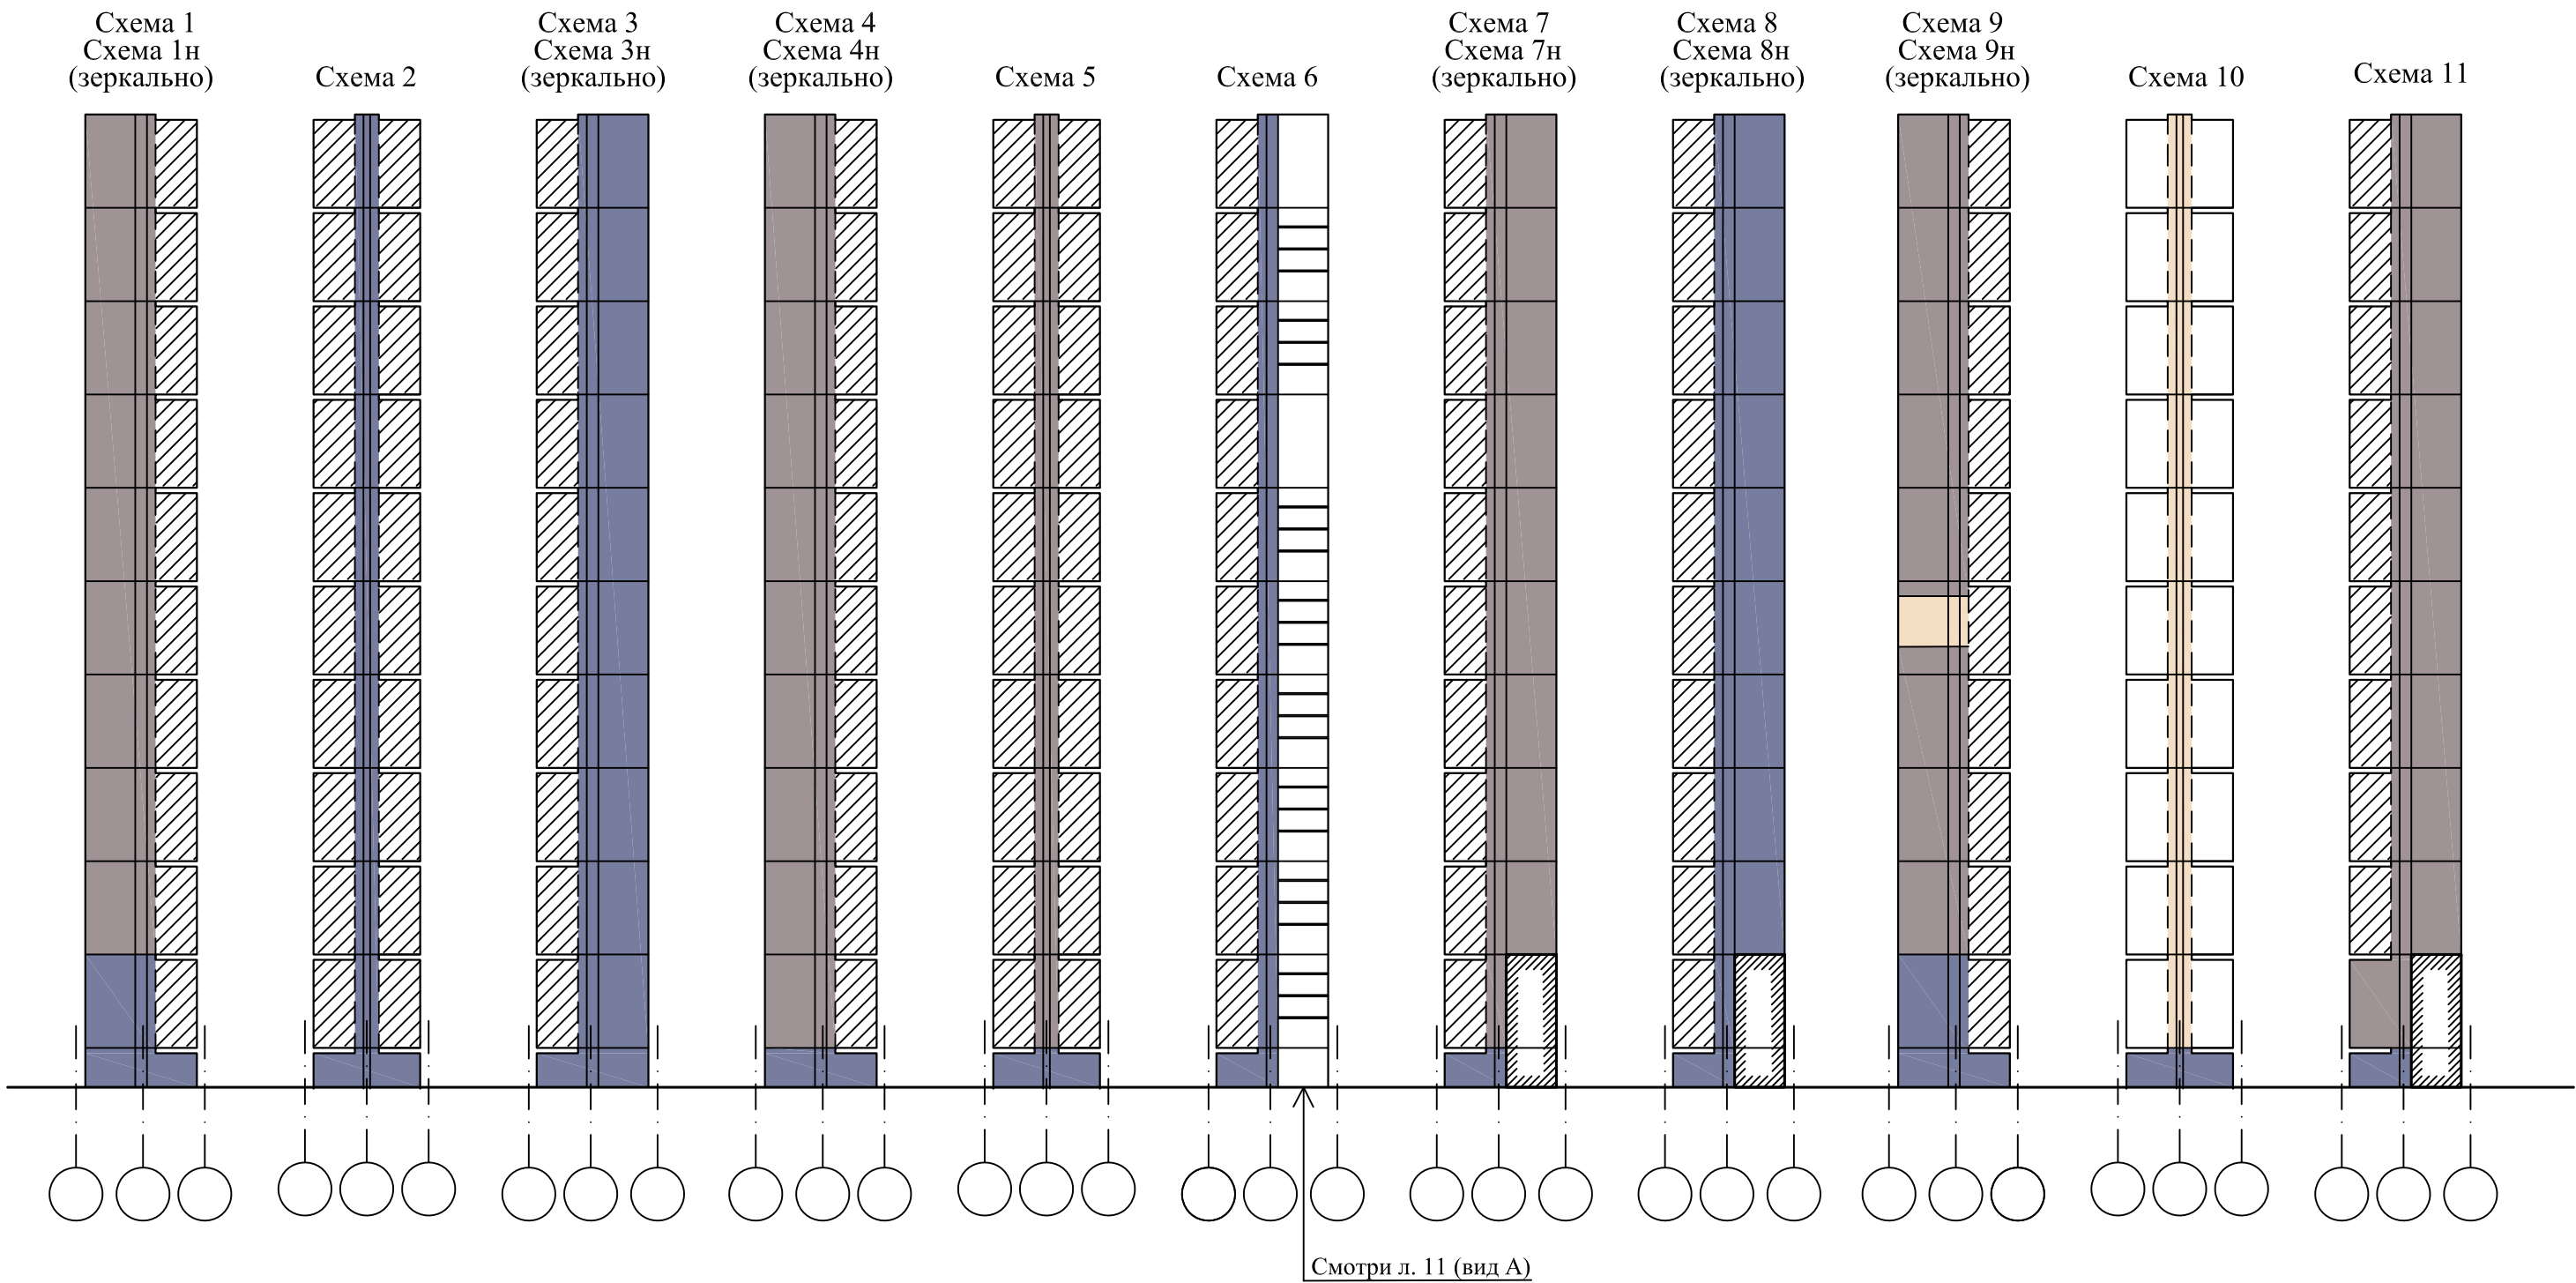 Схема 1
Схема 1н
(зеркально)
Схема 2
Схема 3
Схема 3н
(зеркально)
Схема 4
Схема 4н
(зеркально)
Схема 5
Схема 6
Схема 7
Схема 7н
(зеркально)
Схема 8
Схема 8н
(зеркально)
Схема 9
Схема 9н
(зеркально)
Схема 10
Схема 11
Смотри л. 11 (вид А)